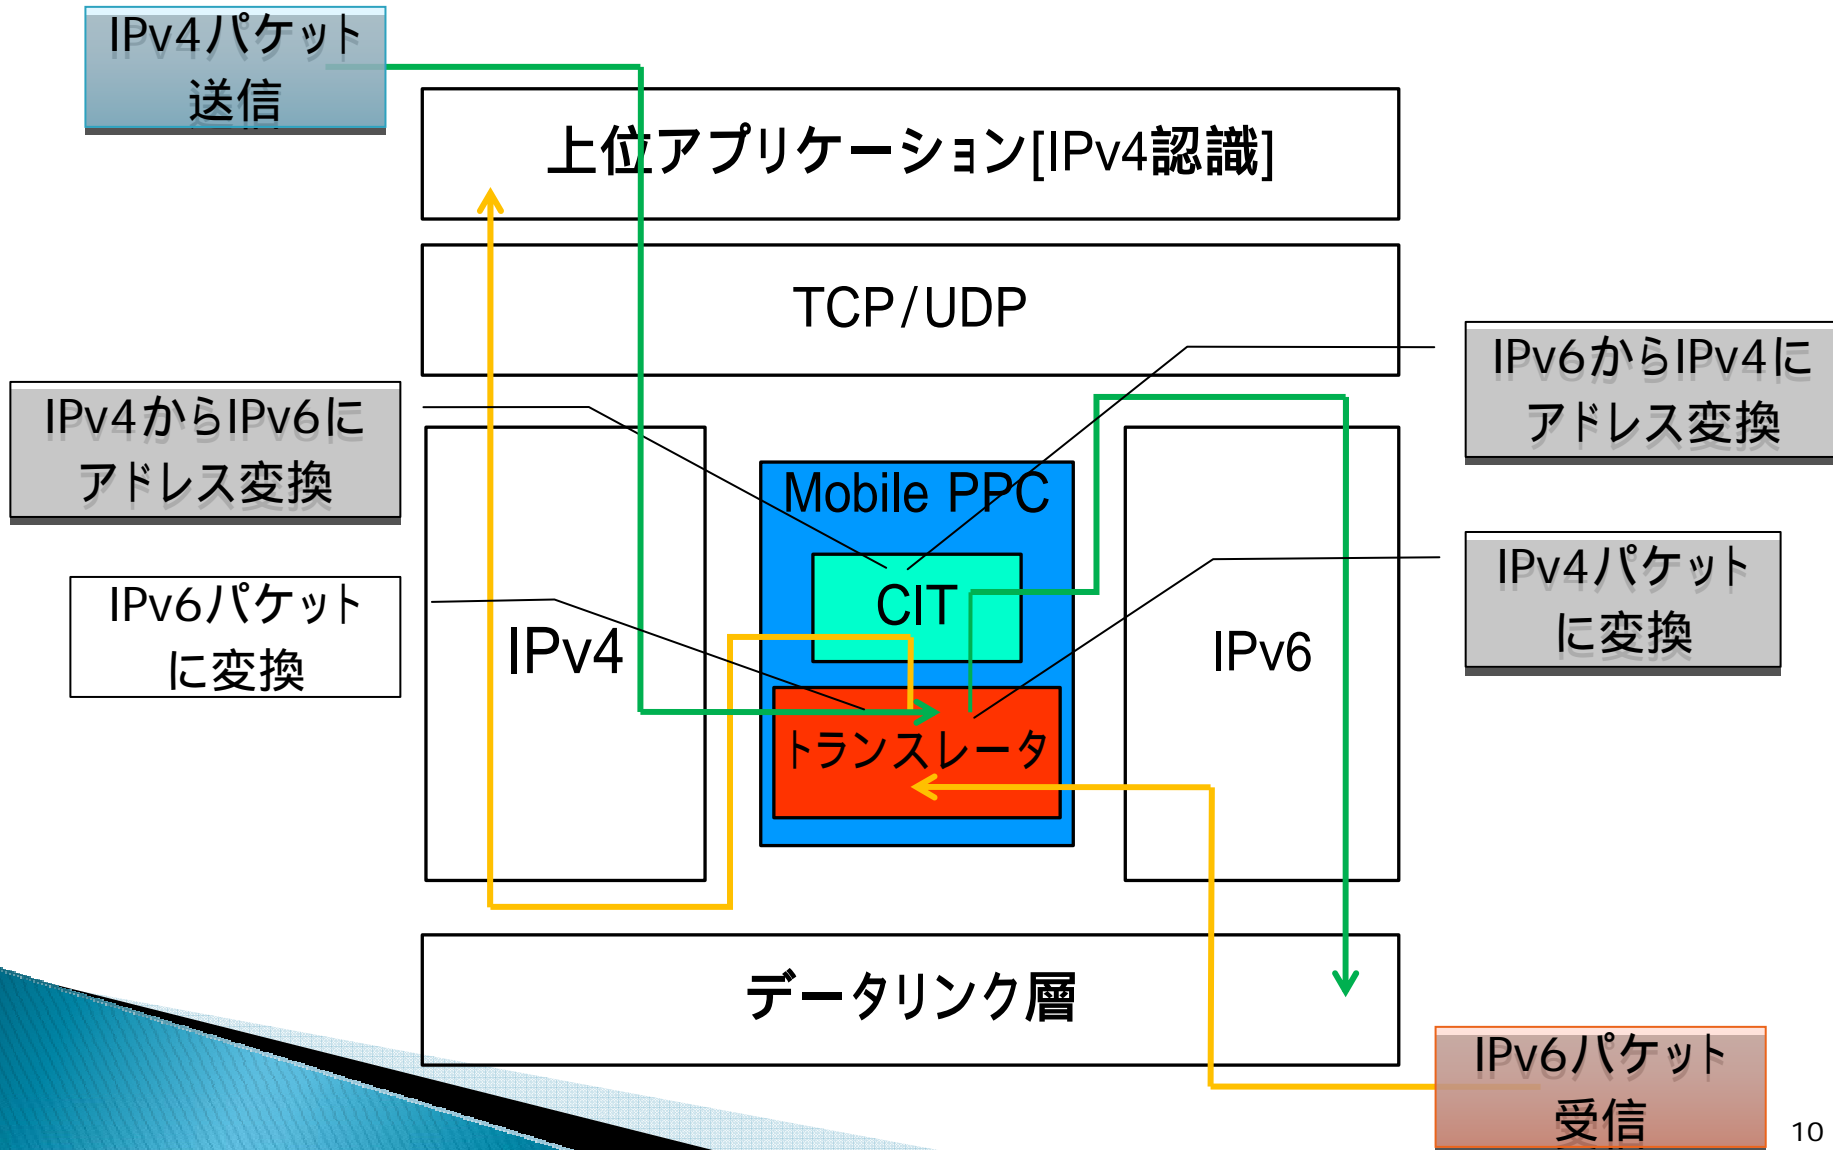 IPv4パケット
送信
上位アプリケーション[IPv4認識]
TCP/UDP
IPv6からIPv4に
アドレス変換
IPv4からIPv6に
アドレス変換
Mobile PPC
CIT
IPv4パケット
に変換
IPv6パケット
に変換
IPv4
IPv6
トランスレータ
データリンク層
IPv6パケット
受信
10